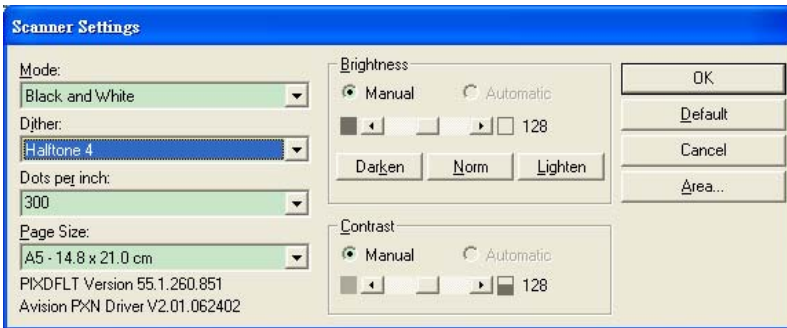 Scanner Settings
Mode:
Black and White
Dither:
Halftone 4
Dots per inch:
300
Page Size:
A5 - 14.8 x 21.0 cm
PIXDFLT Version 55.1.260.851
Avision PXN Driver V2.01.062402
Brightness
Manual
Automatic
128
Darken
Norm
Lighten
Contrast
Manual
Automatic
128
OK
Default
Cancel
Area...